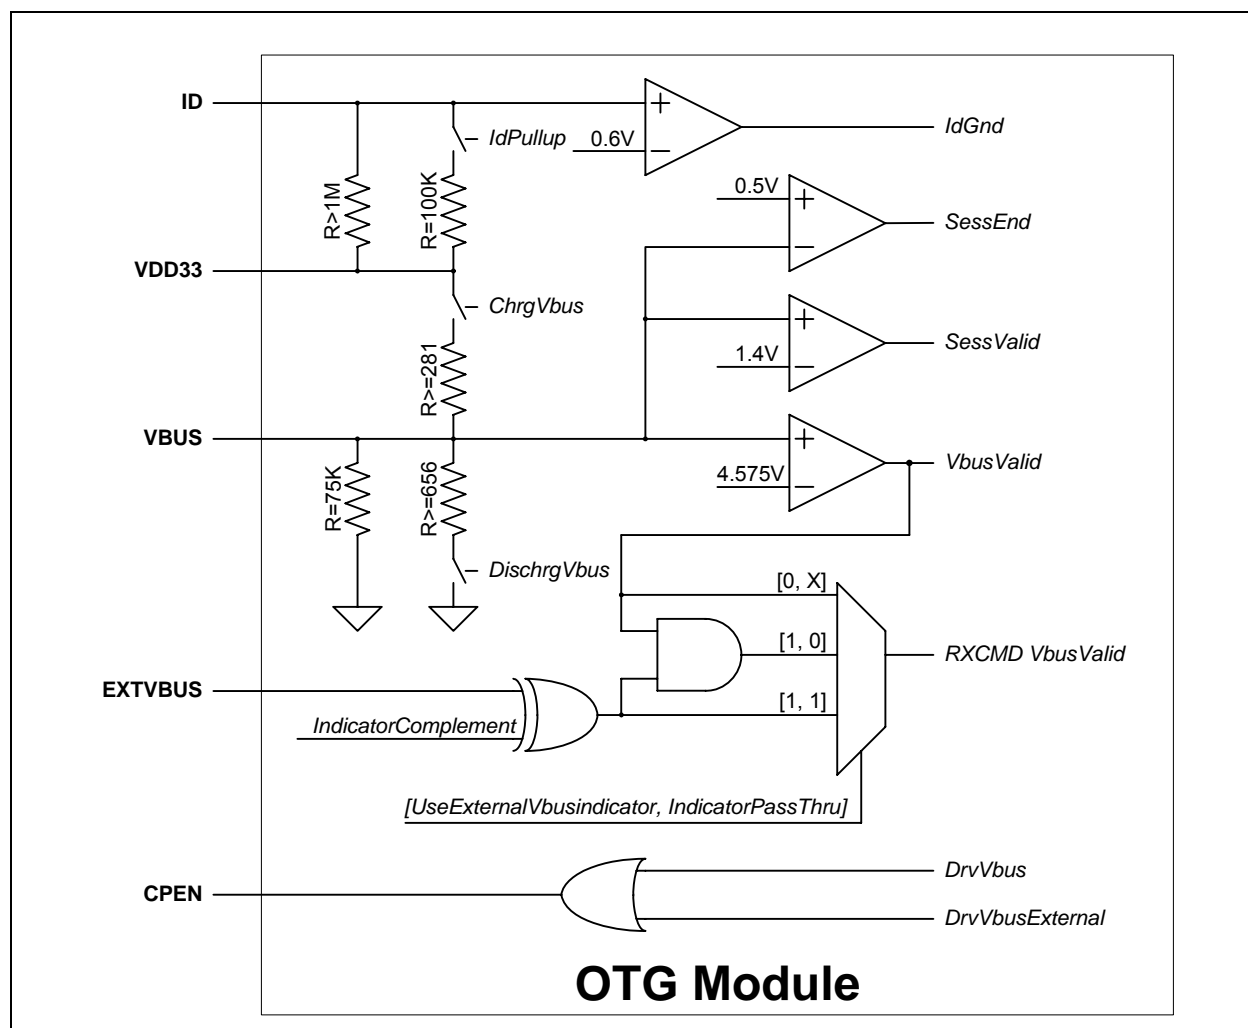 ID
IdPullup
0.6V
IdGnd
R>1M
R=100K
0.5V
SessEnd
VDD33
ChrgVbus
R>=281
1.4V
SessValid
VBUS
R=75K
R>=656
4.575V
VbusValid
DischrgVbus
[0, X]
[1, 0]
RXCMD VbusValid
EXTVBUS
IndicatorComplement
[1, 1]
[UseExternalVbusindicator, IndicatorPassThru]
CPEN
DrvVbus
DrvVbusExternal
OTG Module